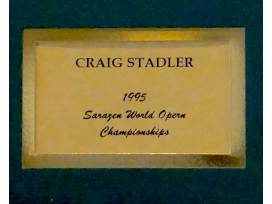 CRAIG STADLER
1995
Sarazen World Opern
Championships